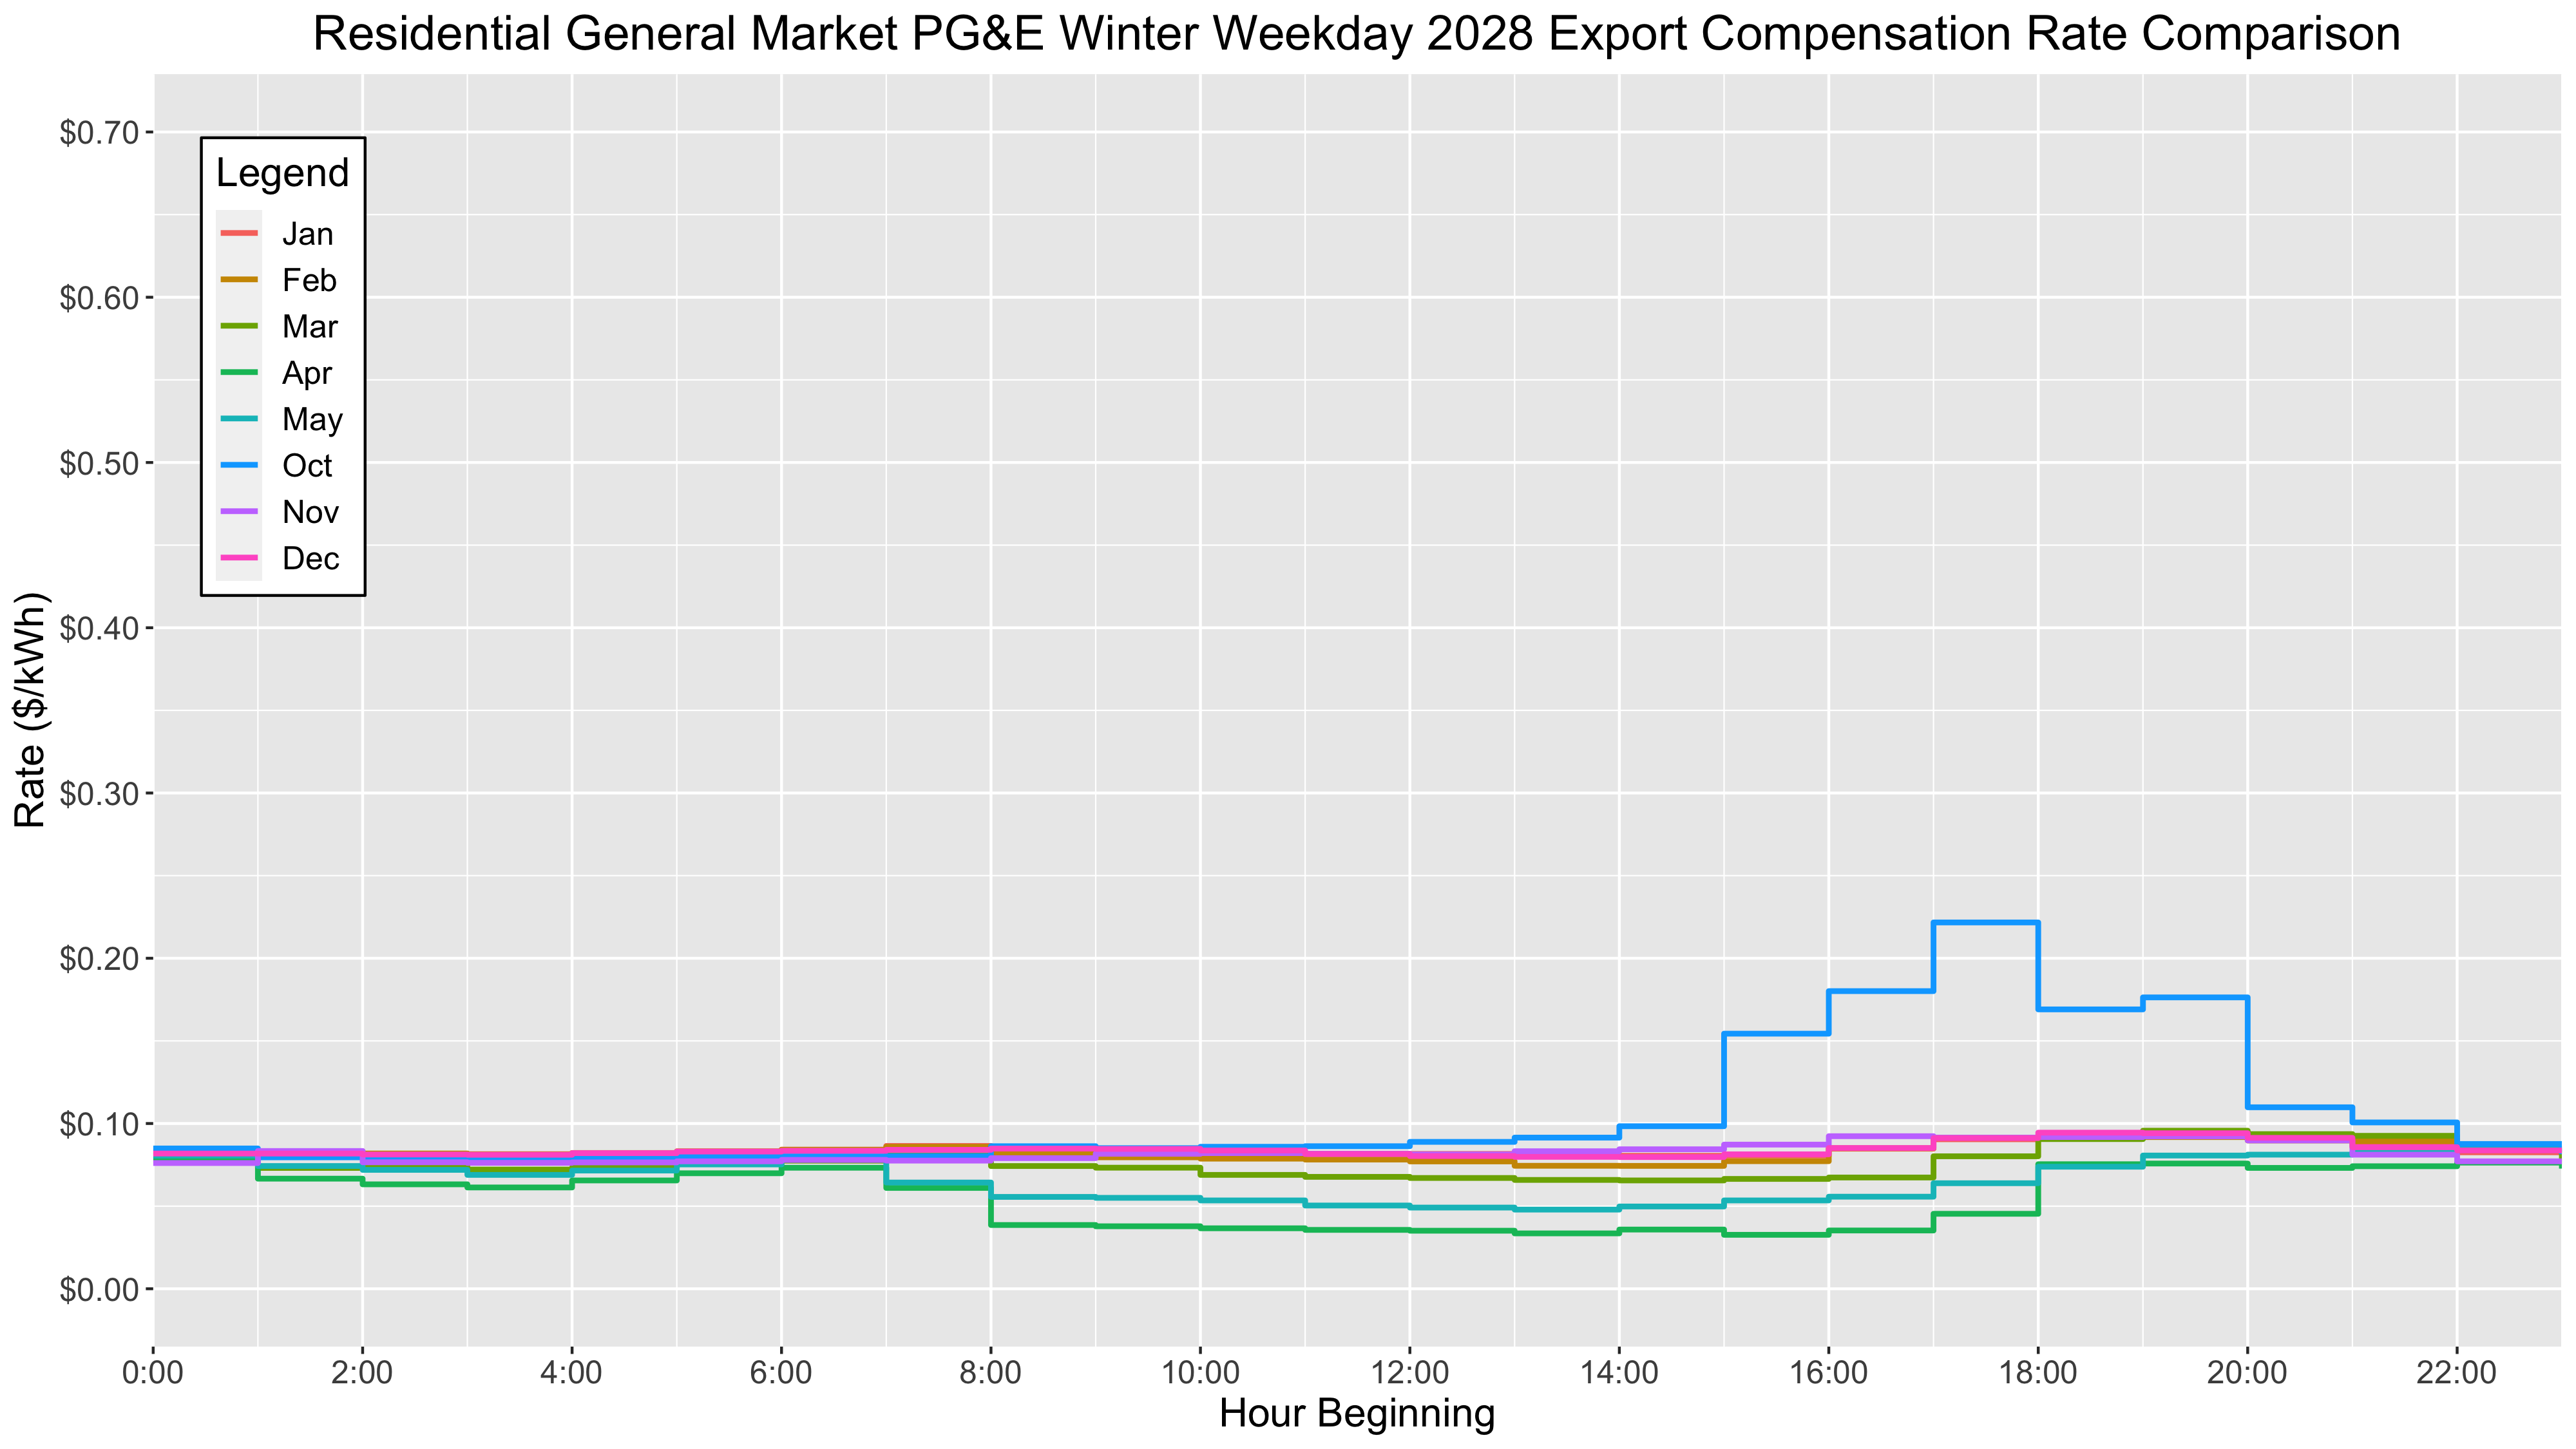 Residential General Market PG&E Winter Weekday 2028 Export Compensation Rate Comparison
$0.70
$0.60
$0.50
$0.40
$0.30
$0.20
$0.10
$0.00
Rate ($/kWh)
Legend
Jan
Feb
Mar
Apr
May
Oct
Nov
Dec
0:00 2:00 4:00 6:00 8:00 10:00 12:00 14:00 16:00 18:00 20:00 22:00
Hour Beginning